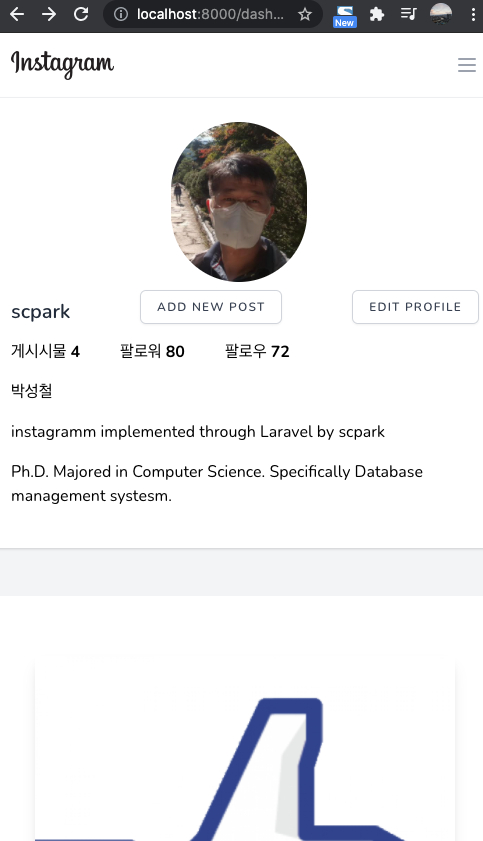 localhost:8000/dash...
New
Instagram
scpark
ADD NEW POST
EDIT PROFILE
게시시물 4 팔로워 80 팔로우 72
박성철
instagramm implemented through Laravel by scpark
Ph.D. Majored in Computer Science. Specifically Database
management systesm.